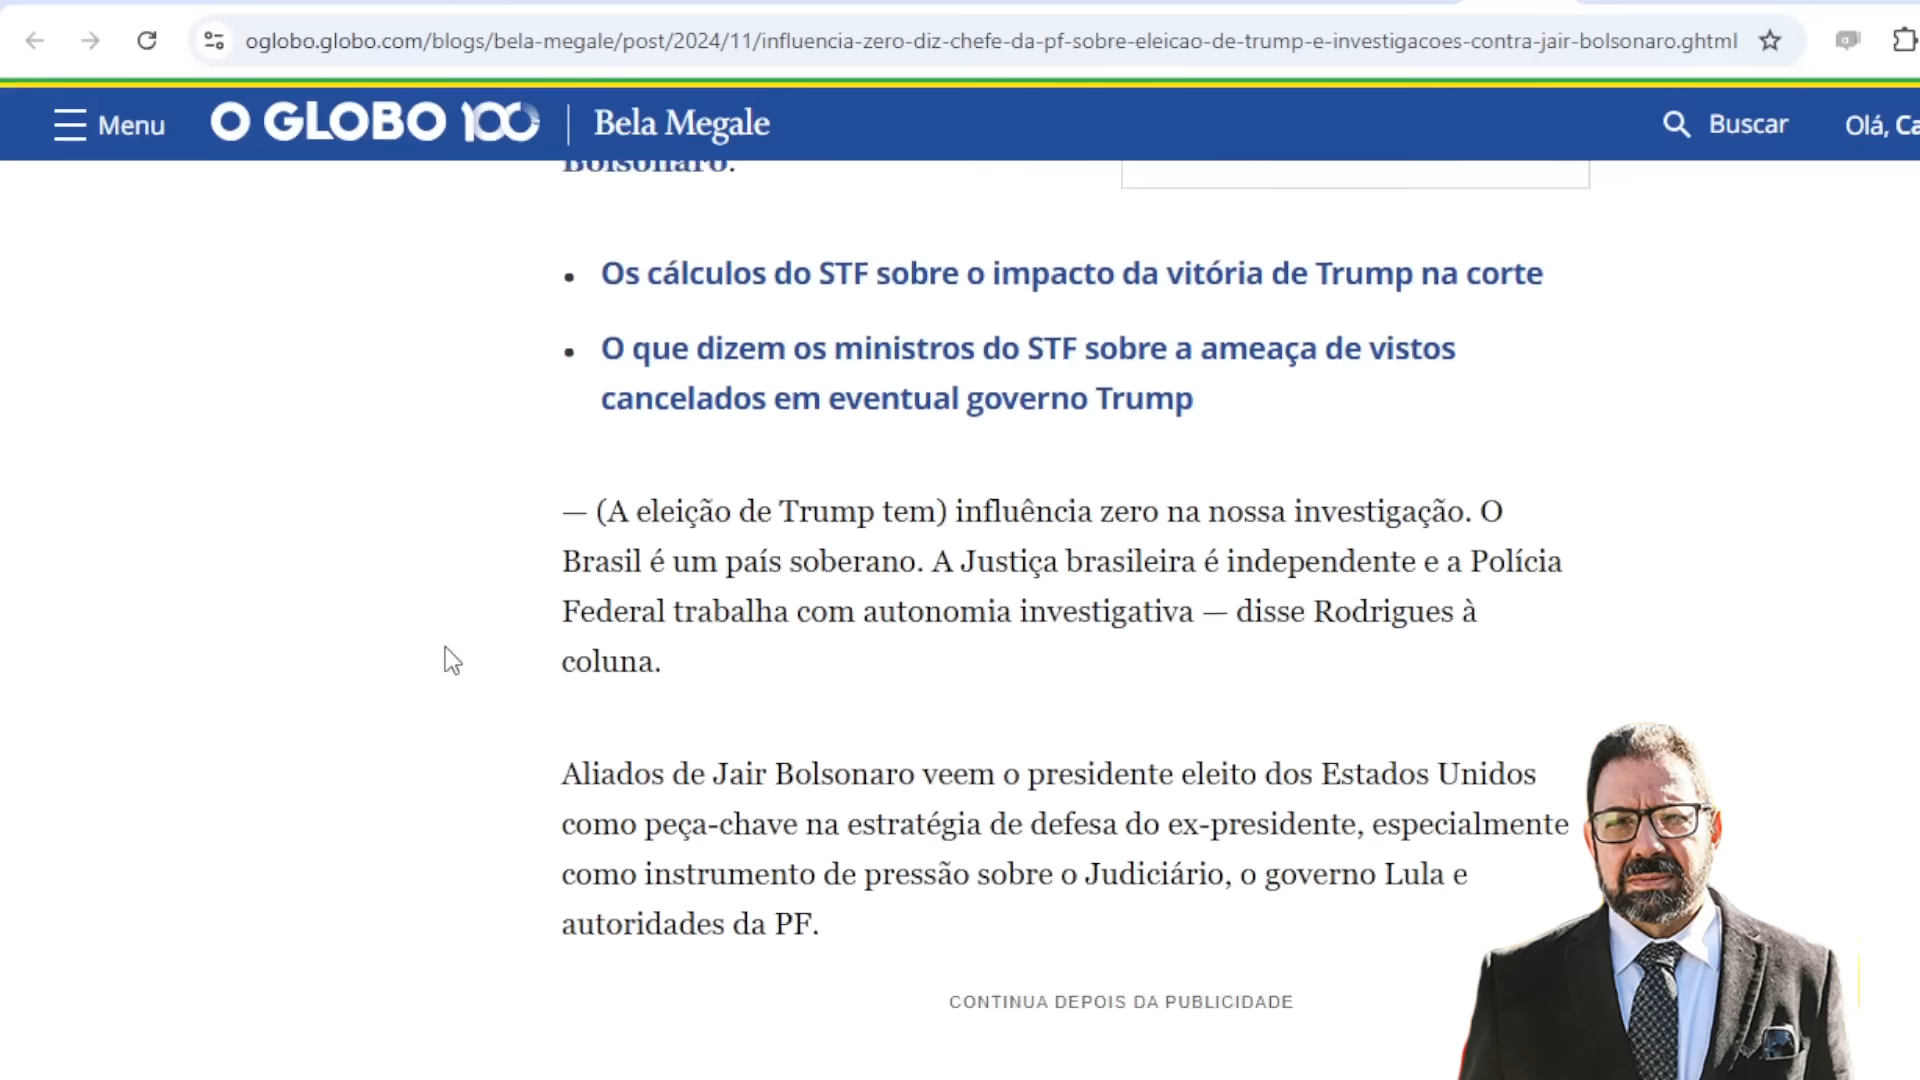 oglobo.globo.com/blogs/bela-megale/post/2024/11/influencia-zero-diz-chefe-da-pf-sobre-eleicao-de-trump-e-investigacoes-contra-jair-bolsonaro.ghtml
Menu
O GLOBO 100
Bela Megale
Buscar
Olá, Ca
Bolsonaro.
• Os cálculos do STF sobre o impacto da vitória de Trump na corte
• O que dizem os ministros do STF sobre a ameaça de vistos
cancelados em eventual governo Trump
— (A eleição de Trump tem) influência zero na nossa investigação. O
Brasil é um país soberano. A Justiça brasileira é independente e a Polícia
Federal trabalha com autonomia investigativa — disse Rodrigues à
coluna.
Aliados de Jair Bolsonaro veem o presidente eleito dos Estados Unidos
como peça-chave na estratégia de defesa do ex-presidente, especialmente
como instrumento de pressão sobre o Judiciário, o governo Lula e
autoridades da PF.
CONTINUA DEPOIS DA PUBLICIDADE